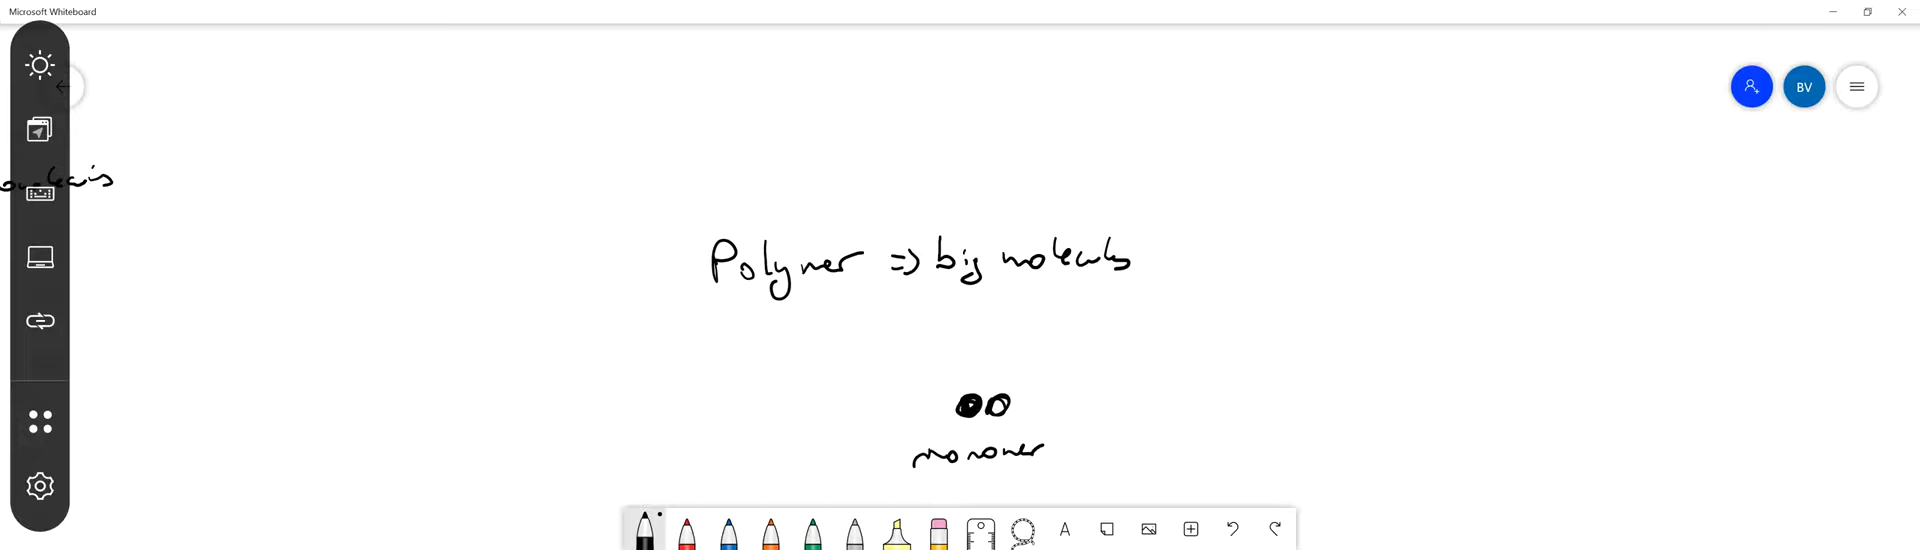 Microsoft Whiteboard
BV
Polymer => big molecules
monomer
A